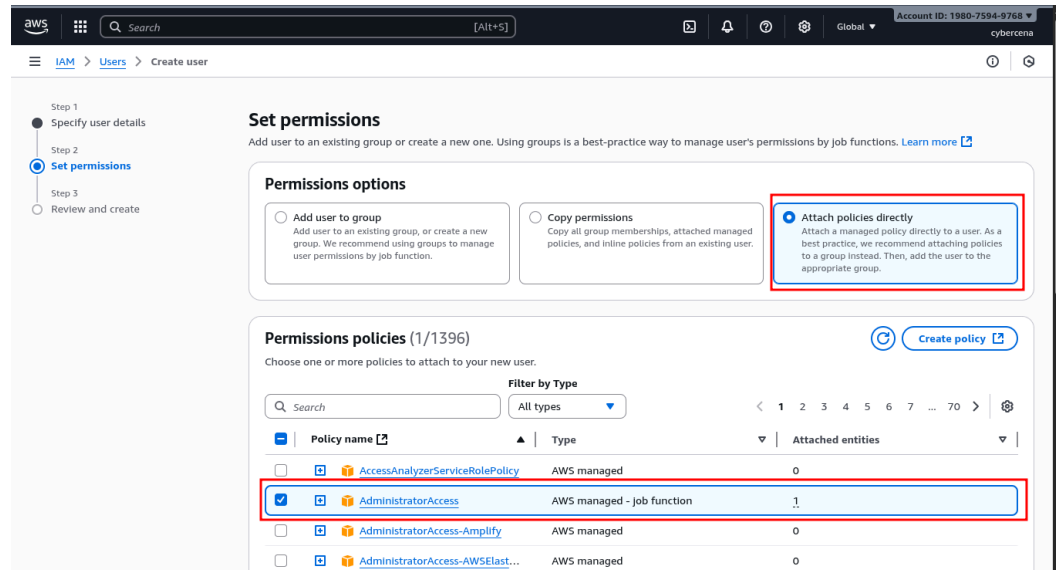 aws
Search [Alt+S]
Global ▼
Account ID: 1980-7594-9768 ▼
cybercena
IAM > Users > Create user
Step 1
Specify user details
Step 2
Set permissions
Step 3
Review and create
Set permissions
Add user to an existing group or create a new one. Using groups is a best-practice way to manage user's permissions by job functions. Learn more
Permissions options
Add user to group
Add user to an existing group, or create a new
group. We recommend using groups to manage
user permissions by job function.
Copy permissions
Copy all group memberships, attached managed
policies, and inline policies from an existing user.
Attach policies directly
Attach a managed policy directly to a user. As a
best practice, we recommend attaching policies
to a group instead. Then, add the user to the
appropriate group.
Permissions policies (1/1396)
Create policy
Choose one or more policies to attach to your new user.
Filter by Type
Search
All types
< 1 2 3 4 5 6 7 ... 70 >
Policy name Type Attached entities
AccessAnalyzerServiceRolePolicy AWS managed 0
AdministratorAccess AWS managed - job function 1
AdministratorAccess-Amplify AWS managed 0
AdministratorAccess-AWSElast... AWS managed 0